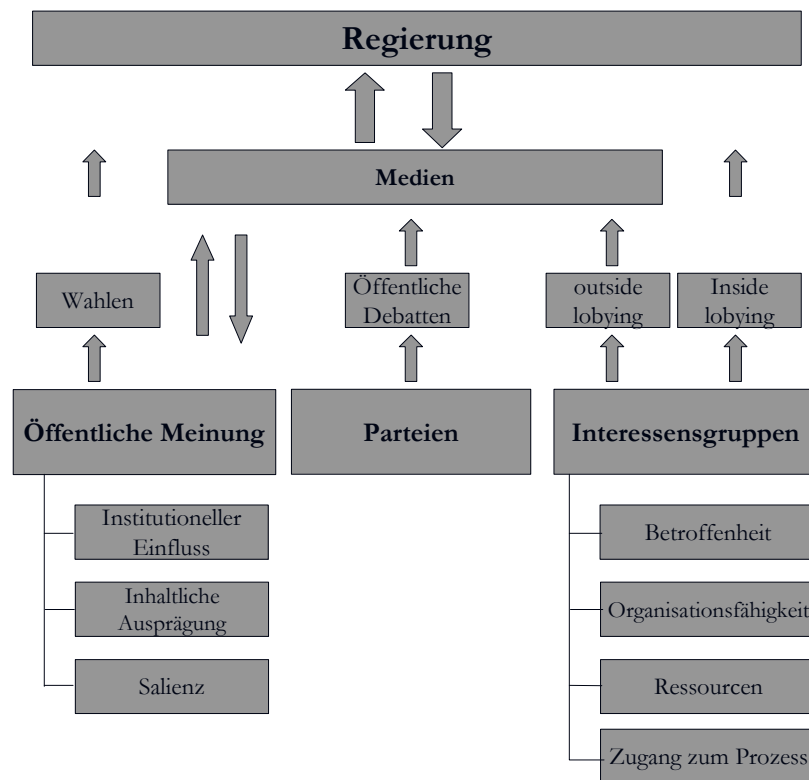 Regierung
Medien
Wahlen
Öffentliche
Debatten
outside
lobying
Inside
lobying
Öffentliche Meinung
Parteien
Interessensgruppen
Institutioneller
Einfluss
Inhaltliche
Ausprägung
Salienz
Betroffenheit
Organisationsfähigkeit
Ressourcen
Zugang zum Prozess